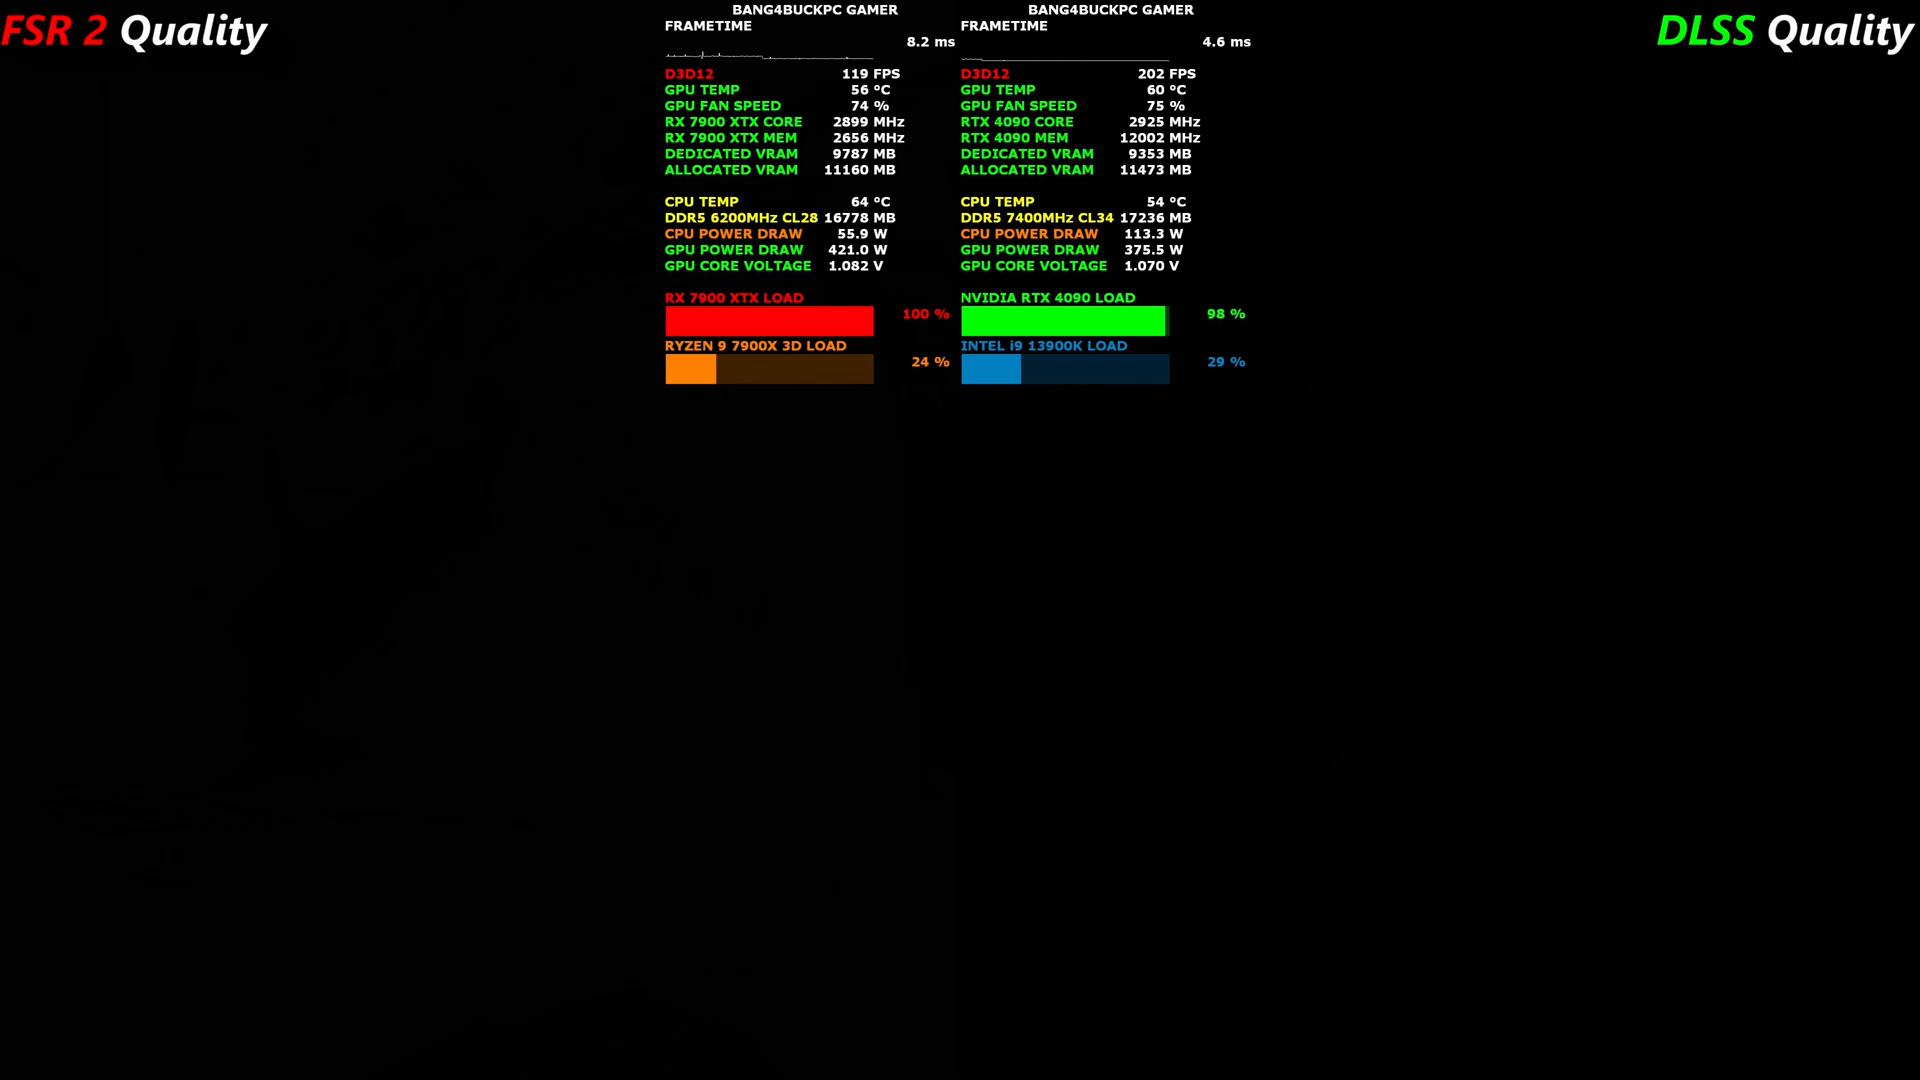 FSR 2 Quality
BANG4BUCKPC GAMER
FRAMETIME
8.2 ms
D3D12 119 FPS
GPU TEMP 56 °C
GPU FAN SPEED 74 %
RX 7900 XTX CORE 2899 MHz
RX 7900 XTX MEM 2656 MHz
DEDICATED VRAM 9787 MB
ALLOCATED VRAM 11160 MB
CPU TEMP 64 °C
DDR5 6200MHz CL28 16778 MB
CPU POWER DRAW 55.9 W
GPU POWER DRAW 421.0 W
GPU CORE VOLTAGE 1.082 V
RX 7900 XTX LOAD
100 %
RYZEN 9 7900X 3D LOAD
24 %
BANG4BUCKPC GAMER
FRAMETIME
4.6 ms
D3D12 202 FPS
GPU TEMP 60 °C
GPU FAN SPEED 75 %
RTX 4090 CORE 2925 MHz
RTX 4090 MEM 12002 MHz
DEDICATED VRAM 9353 MB
ALLOCATED VRAM 11473 MB
CPU TEMP 54 °C
DDR5 7400MHz CL34 17236 MB
CPU POWER DRAW 113.3 W
GPU POWER DRAW 375.5 W
GPU CORE VOLTAGE 1.070 V
NVIDIA RTX 4090 LOAD
98 %
INTEL i9 13900K LOAD
29 %
DLSS Quality